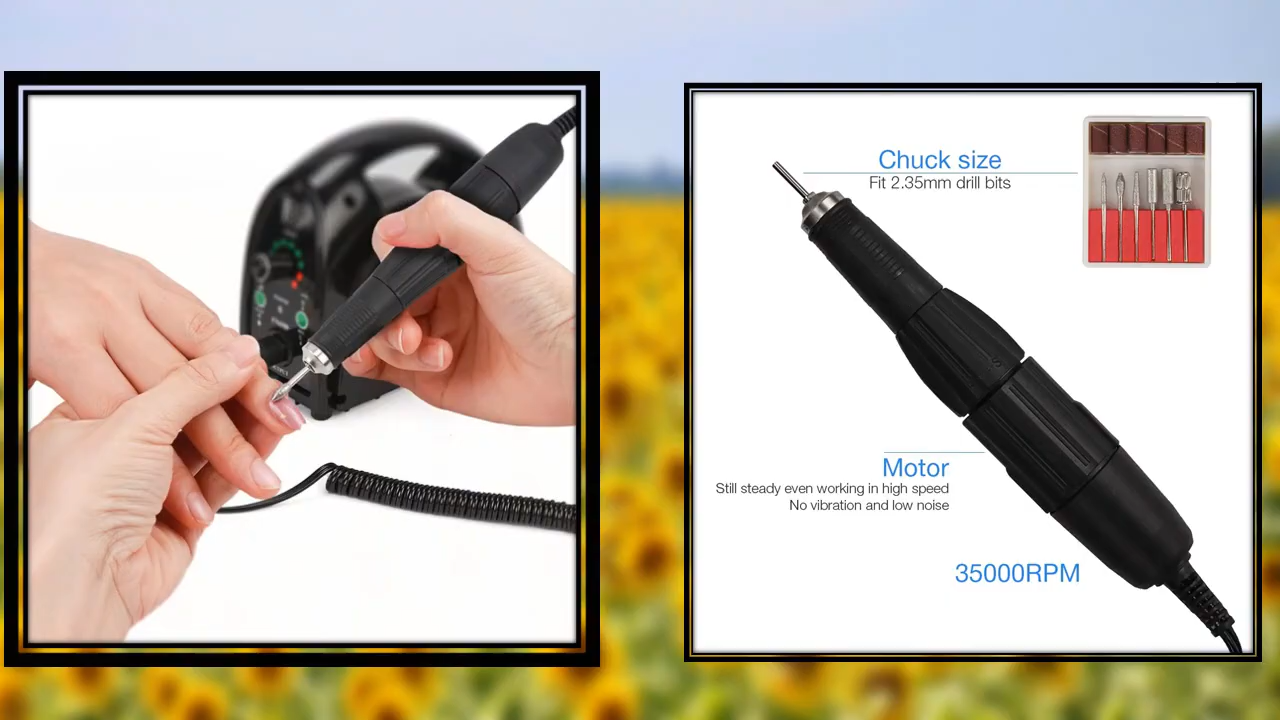 Chuck size
Fit 2.35mm drill bits
Motor
Still steady even working in high speed
No vibration and low noise
35000RPM